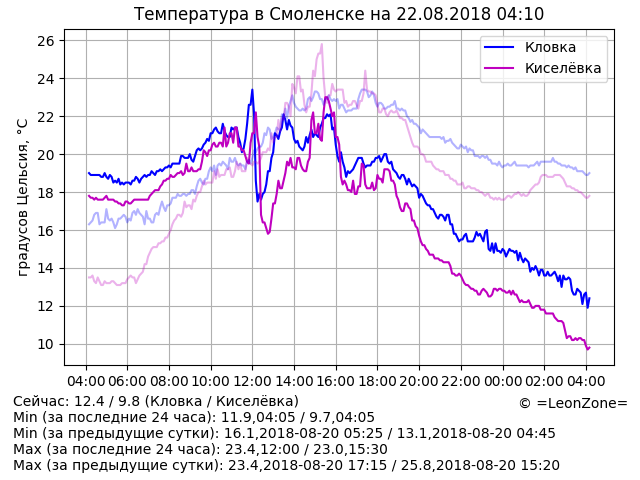 Температура в Смоленске на 22.08.2018 04:10
градусов Цельсия, °C
26
24
22
20
18
16
14
12
10
Кловка
Киселёвка
04:00 06:00 08:00 10:00 12:00 14:00 16:00 18:00 20:00 22:00 00:00 02:00 04:00
Сейчас: 12.4 / 9.8 (Кловка / Киселёвка)
© =LeonZone=
Min (за последние 24 часа): 11.9,04:05 / 9.7,04:05
Min (за предыдущие сутки): 16.1,2018-08-20 05:25 / 13.1,2018-08-20 04:45
Max (за последние 24 часа): 23.4,12:00 / 23.0,15:30
Max (за предыдущие сутки): 23.4,2018-08-20 17:15 / 25.8,2018-08-20 15:20